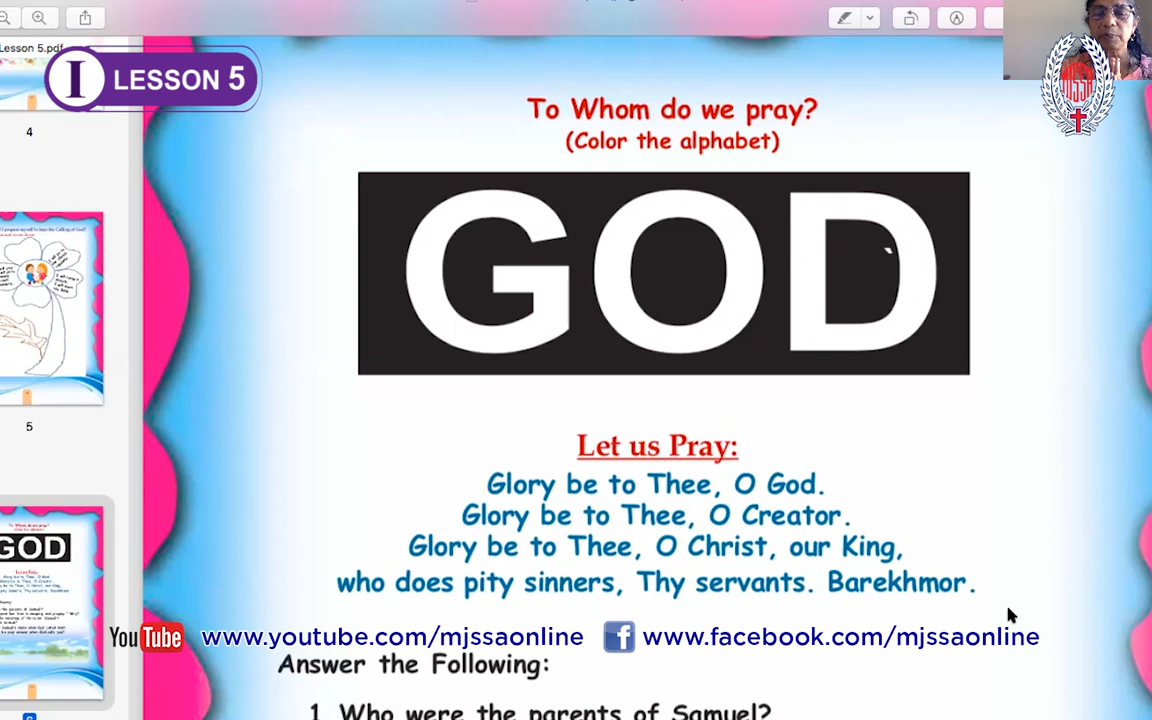 Lesson 5.pdf
I LESSON 5
4
5
6
MJSSA
To Whom do we pray?
(Color the alphabet)
GOD
Let us Pray:
Glory be to Thee, O God.
Glory be to Thee, O Creator.
Glory be to Thee, O Christ, our King,
who does pity sinners, Thy servants. Barekhmor.
YouTube www.youtube.com/mjssaonline f www.facebook.com/mjssaonline
Answer the Following:
1 Who were the parents of Samuel?